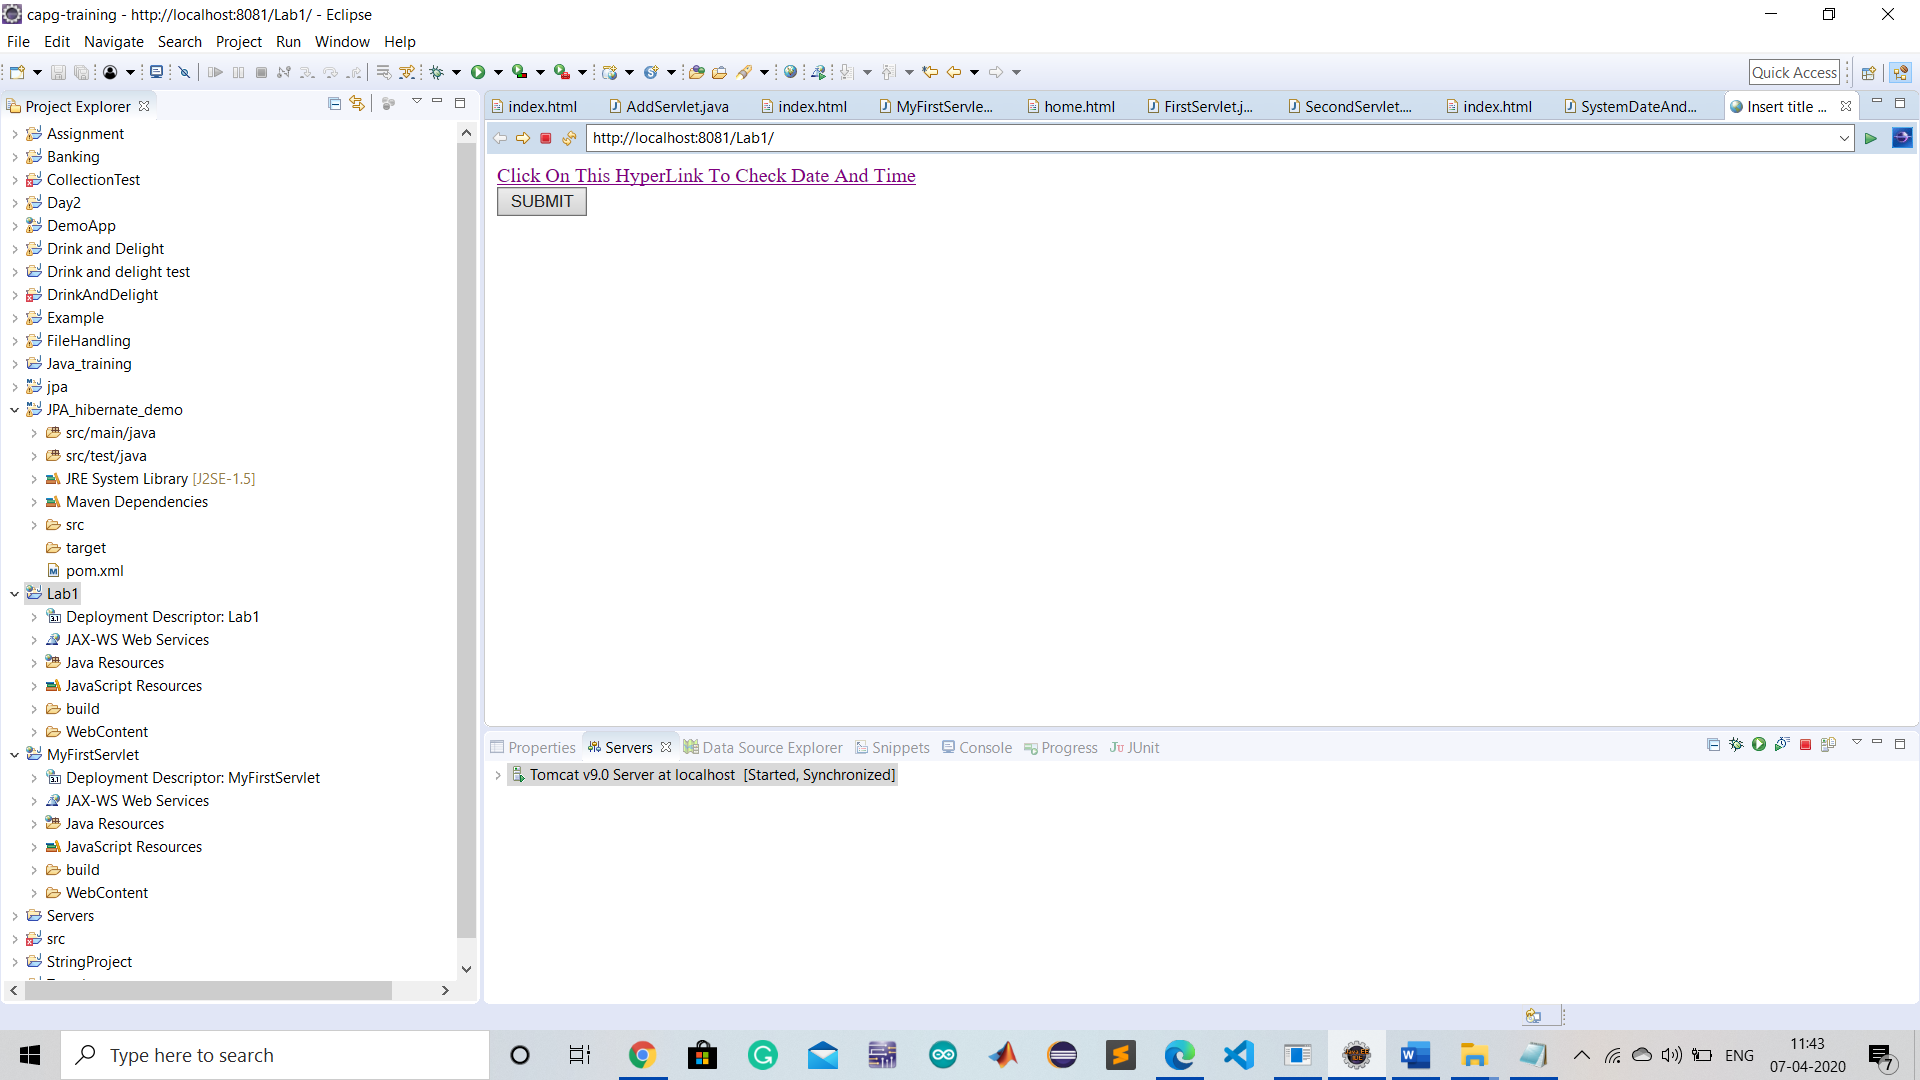 capg-training - http://localhost:8081/Lab1/ - Eclipse
File Edit Navigate Search Project Run Window Help
Quick Access
Project Explorer
index.html AddServlet.java index.html MyFirstServle... home.html FirstServlet.j... SecondServlet.... index.html SystemDateAnd... Insert title ...
http://localhost:8081/Lab1/
Click On This HyperLink To Check Date And Time
SUBMIT
Assignment
Banking
CollectionTest
Day2
DemoApp
Drink and Delight
Drink and delight test
DrinkAndDelight
Example
FileHandling
Java_training
jpa
JPA_hibernate_demo
src/main/java
src/test/java
JRE System Library [J2SE-1.5]
Maven Dependencies
src
target
pom.xml
Lab1
Deployment Descriptor: Lab1
JAX-WS Web Services
Java Resources
JavaScript Resources
build
WebContent
MyFirstServlet
Deployment Descriptor: MyFirstServlet
JAX-WS Web Services
Java Resources
JavaScript Resources
build
WebContent
Servers
src
StringProject
Properties Servers Data Source Explorer Snippets Console Progress JUnit
Tomcat v9.0 Server at localhost [Started, Synchronized]
Type here to search
ENG
11:43
07-04-2020
7